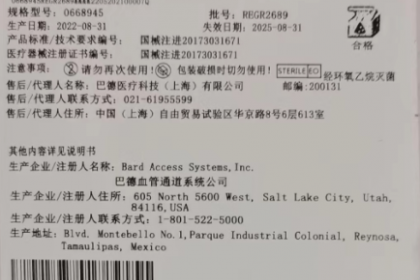 规格型号: 0668945 批号: REGR2689
生产日期: 2022-08-31 失效日期: 2025-08-31
产品标准/技术要求编号: 国械注进20173031671
医疗器械注册证书编号: 国械注进20173031671 合格
注意事项: 请勿再次使用! 包装破损时切勿使用! STERILE EO 经环氧乙烷灭菌
售后/代理人名称: 巴德医疗科技(上海)有限公司 邮编:200131
售后/代理人联系方式: 021-61955599
售后/代理人住所: 中国(上海)自由贸易试验区华京路8号6层613室
其他内容详见说明书
生产企业/注册人名称: Bard Access Systems,Inc.
巴德血管通道系统公司
生产企业/注册人住所: 605 North 5600 West, Salt Lake City, Utah,
84116,USA
生产企业/注册人联系方式: 1-801-522-5000
生产地址: Blvd. Montebello No.1,Parque Industrial Colonial, Reynosa,
Tamaulipas, Mexico